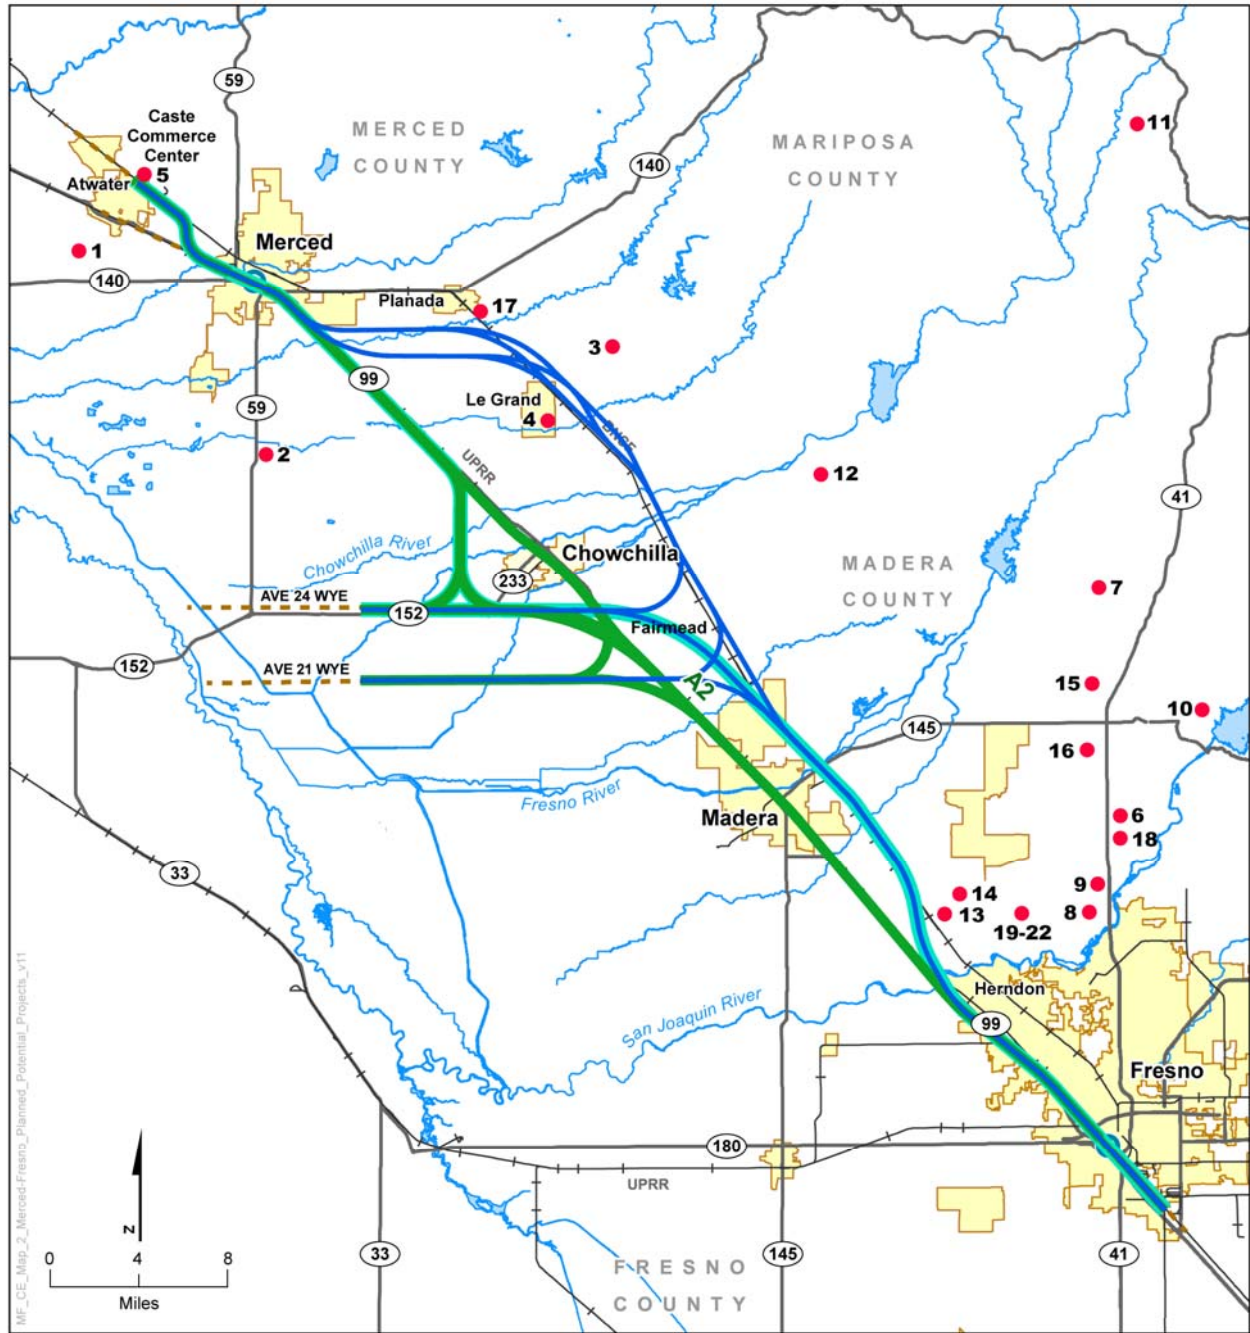 59
Caste
Commerce
Center
5
Atwater
MERCED
COUNTY
MARIPOSA
COUNTY
11
140
1
Merced
140
Planada
17
3
99
Le Grand
4
59
BNSF
2
UPRR
12
41
Chowchilla River
Chowchilla
233
MADERA
COUNTY
7
AVE 24 WYE
152
Fairmead
152
AVE 21 WYE
A2
15
10
145
16
Fresno River
Madera
6
18
33
9
14
8
13
19-22
Herndon
San Joaquin River
99
Fresno
180
UPRR
N
33
145
41
FRESNO
COUNTY
0
4
8
Miles
MF_CE_Map_2_Merced-Fresno_Planned_Potential_Projects_v11